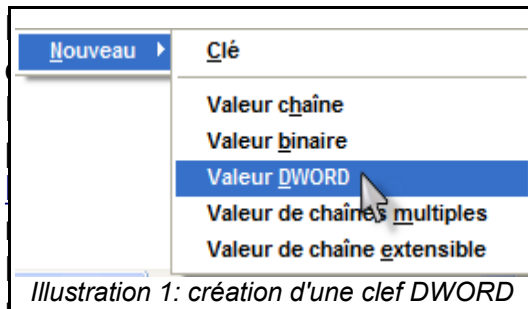 Nouveau
Clé
Valeur chaîne
Valeur binaire
Valeur DWORD
Valeur de chaînes multiples
Valeur de chaîne extensible
Illustration 1: création d'une clef DWORD